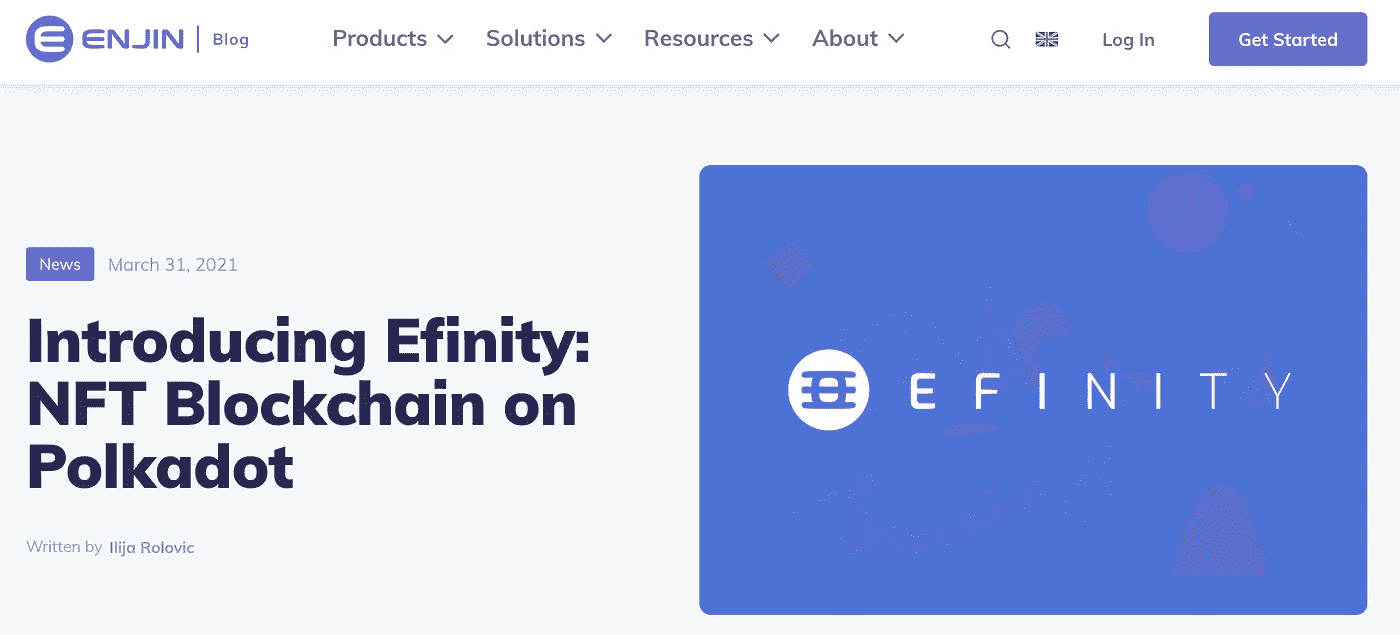 ENJIN | Blog Products Solutions Resources About Log In Get Started
News March 31, 2021
Introducing Efinity:
NFT Blockchain on
Polkadot
Written by Ilija Rolovic
EFINITY